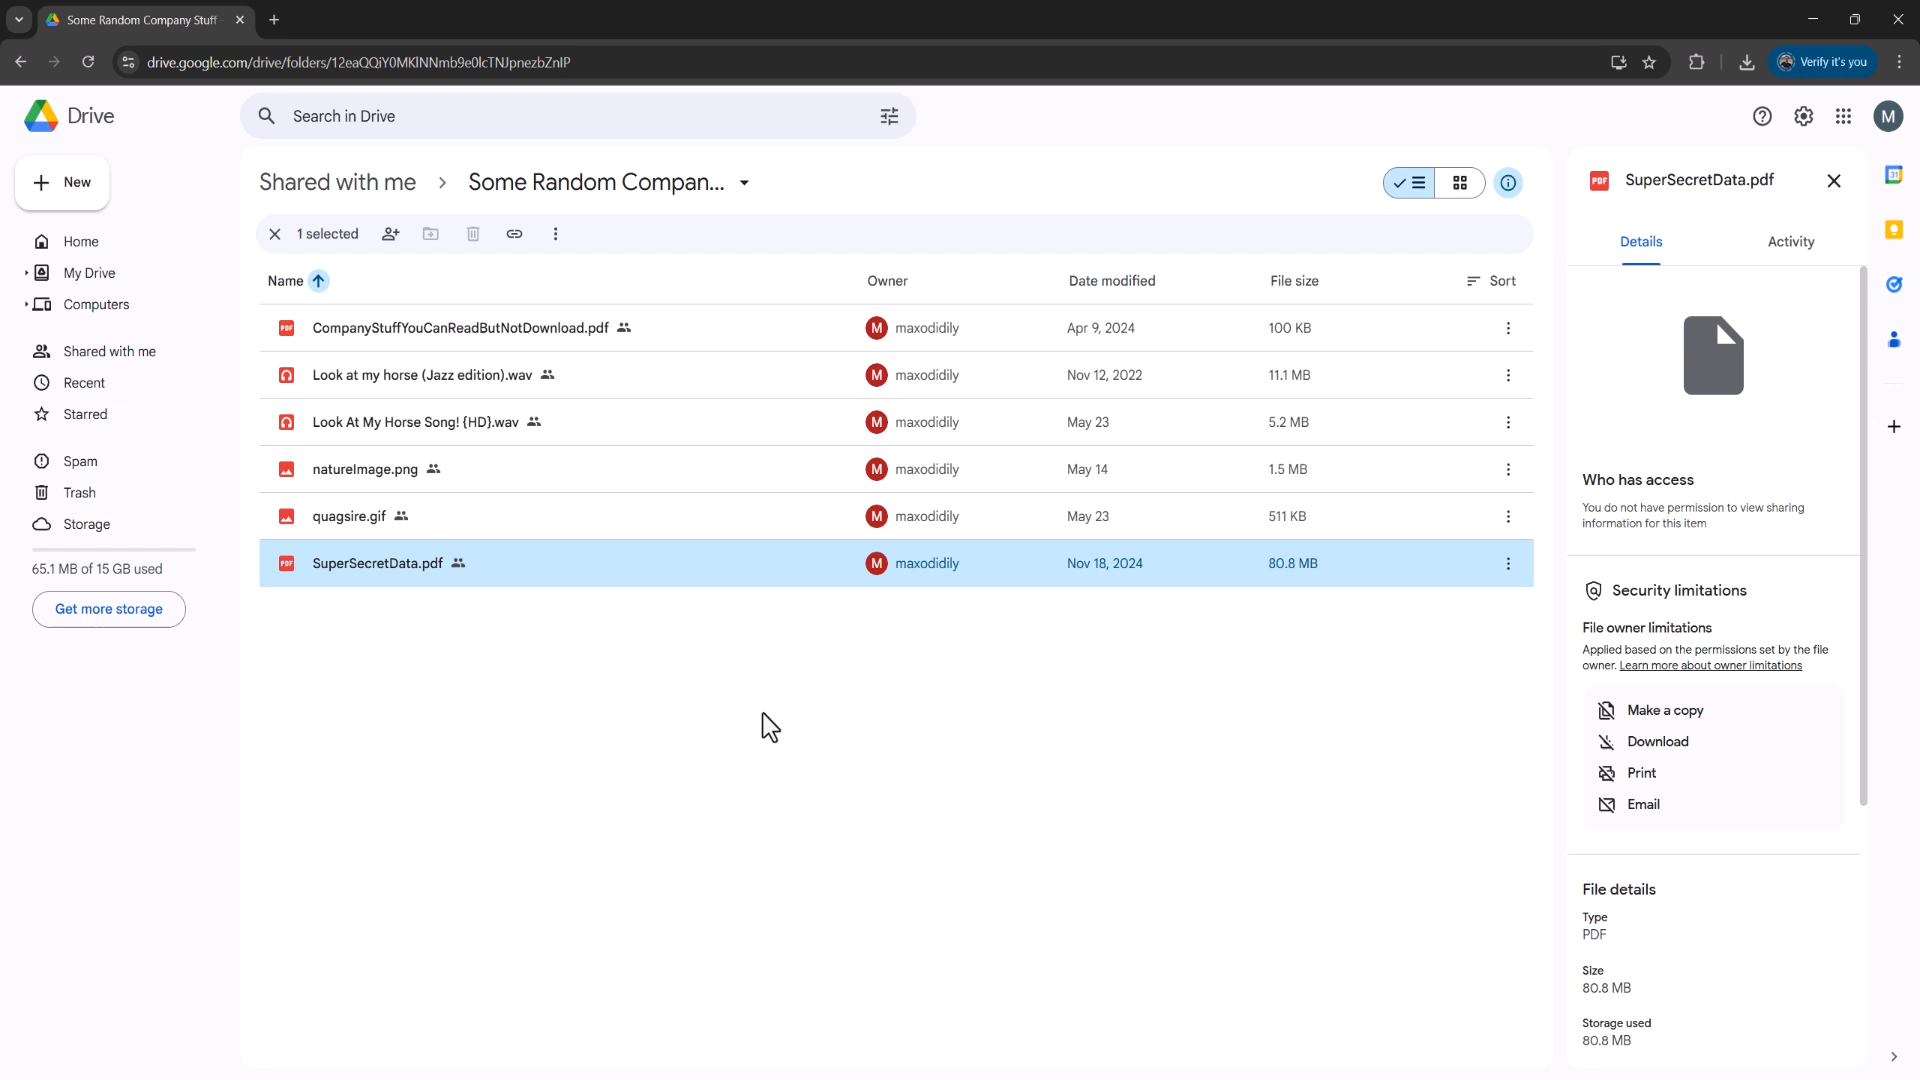 Some Random Company Stuff
drive.google.com/drive/folders/12eaQQiY0MKlNNmb9e0lcTNJpnezbZnIP
Verify it's you
Drive
Search in Drive
M
New
Home
My Drive
Computers
Shared with me
Recent
Starred
Spam
Trash
Storage
65.1 MB of 15 GB used
Get more storage
Shared with me > Some Random Compan...
1 selected
Name Owner Date modified File size Sort
PDF CompanyStuffYouCanReadButNotDownload.pdf M maxodidily Apr 9, 2024 100 KB
Look at my horse (Jazz edition).wav M maxodidily Nov 12, 2022 11.1 MB
Look At My Horse Song! {HD}.wav M maxodidily May 23 5.2 MB
natureImage.png M maxodidily May 14 1.5 MB
quagsire.gif M maxodidily May 23 511 KB
PDF SuperSecretData.pdf M maxodidily Nov 18, 2024 80.8 MB
PDF SuperSecretData.pdf
Details Activity
Who has access
You do not have permission to view sharing
information for this item
Security limitations
File owner limitations
Applied based on the permissions set by the file
owner. Learn more about owner limitations
Make a copy
Download
Print
Email
File details
Type
PDF
Size
80.8 MB
Storage used
80.8 MB
31